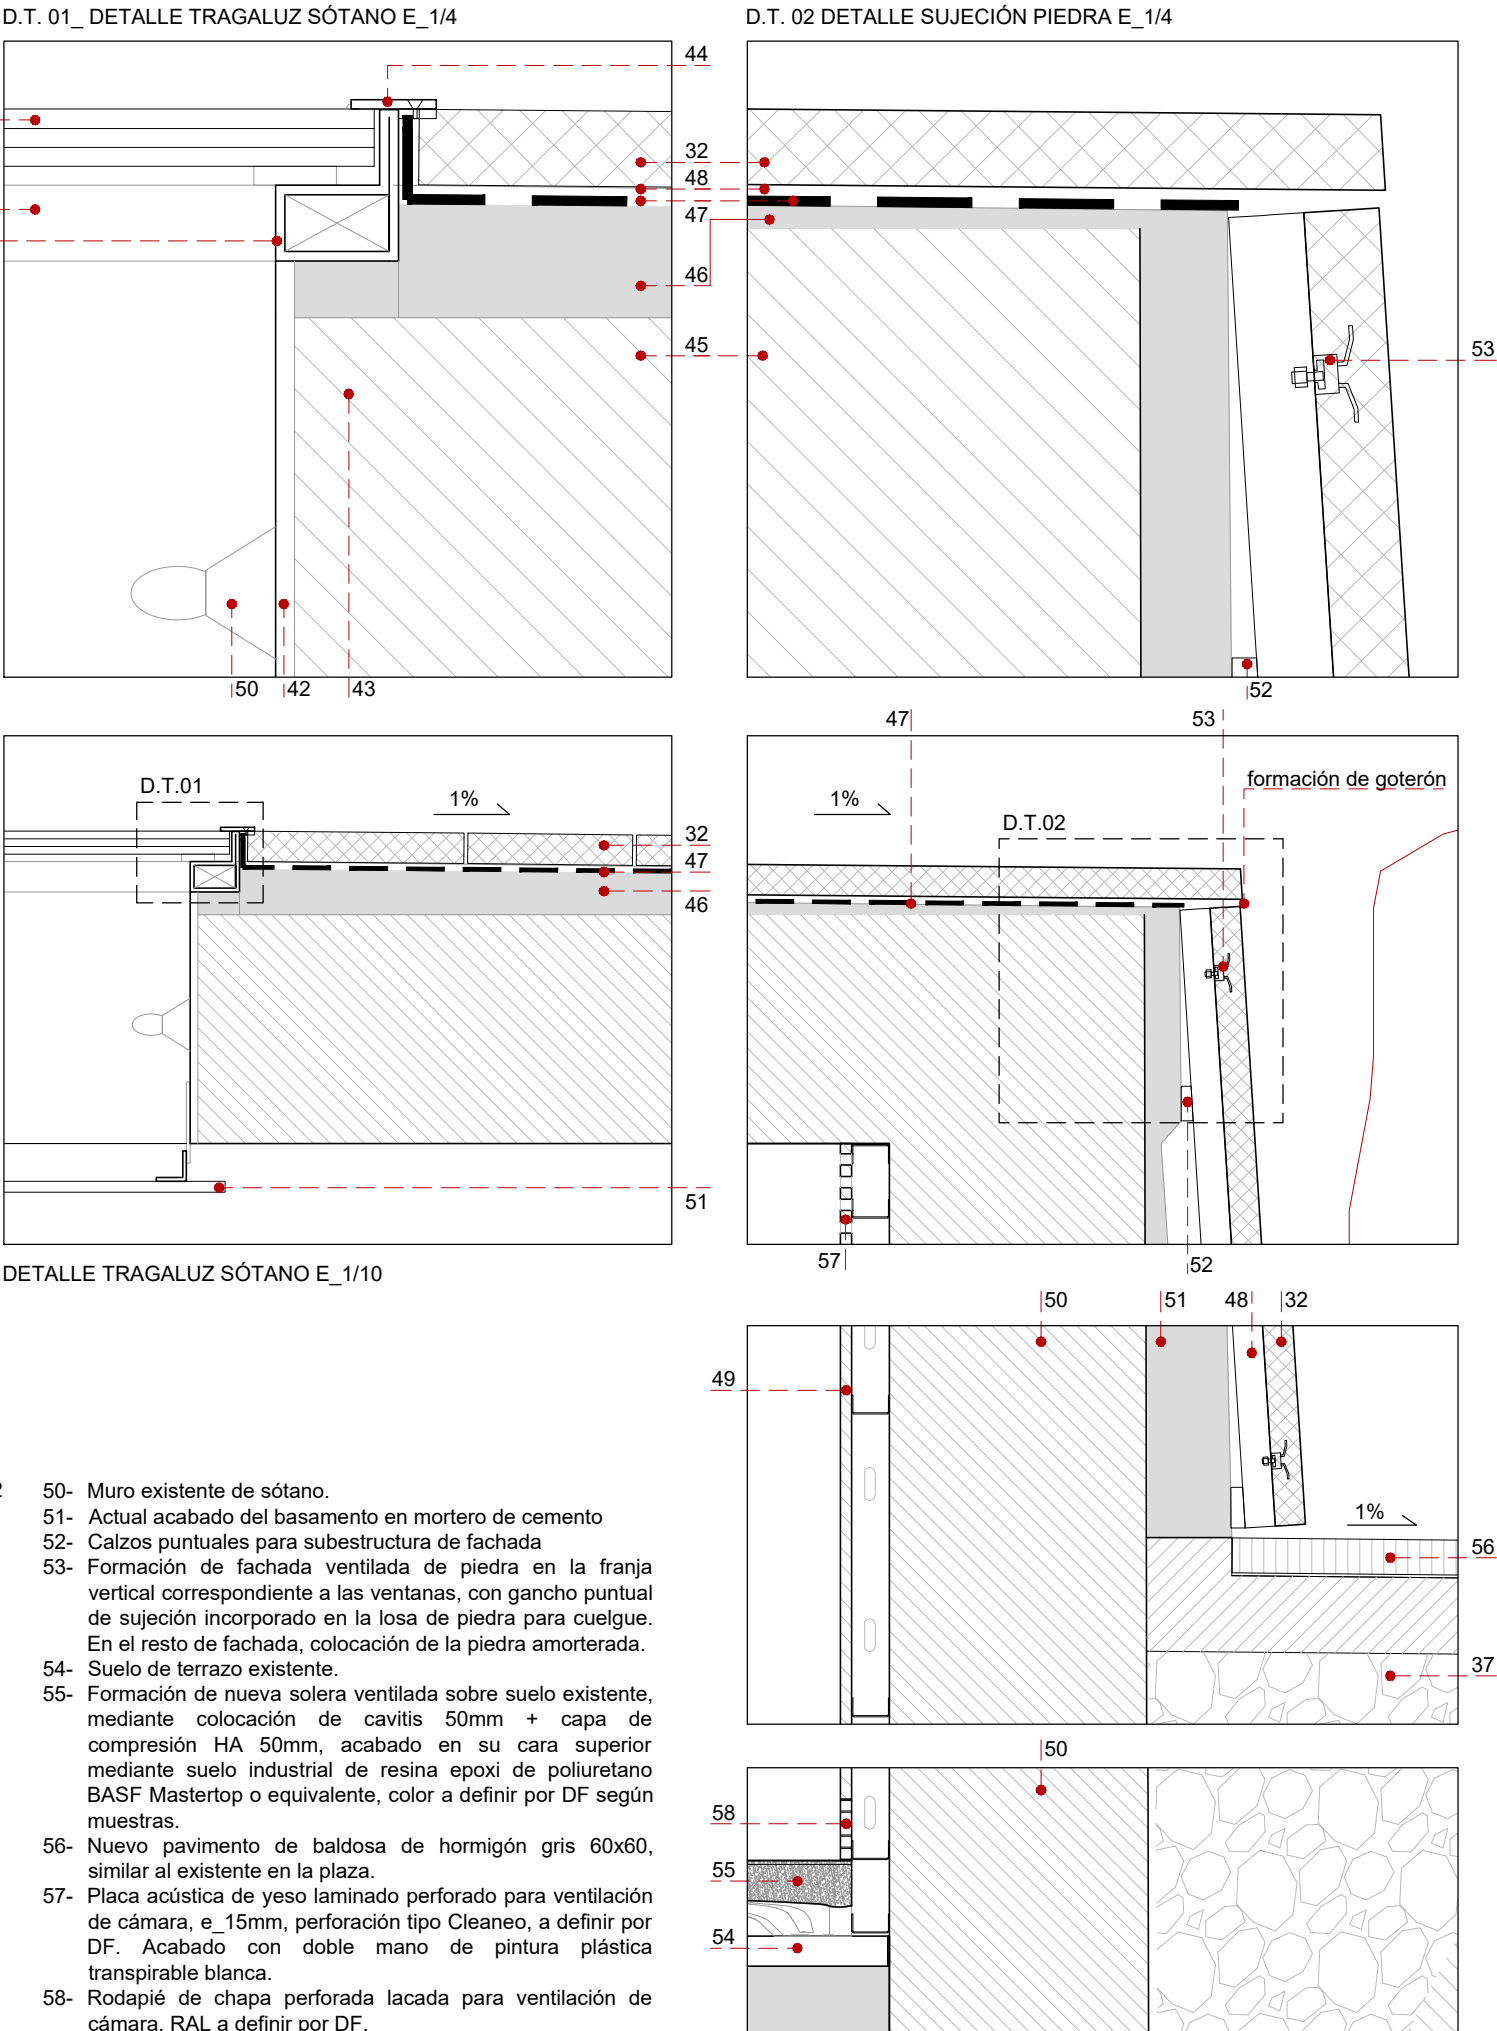 D.T. 01_ DETALLE TRAGALUZ SÓTANO E_1/4
D.T. 02 DETALLE SUJECIÓN PIEDRA E_1/4
44
32
48
47
46
45
53
50
42
43
52
47
53
D.T.01
1%
32
47
46
51
1%
D.T.02
formación de goterón
57
52
DETALLE TRAGALUZ SÓTANO E_1/10
50
51
48
32
49
1%
56
37
50
58
55
54
50- Muro existente de sótano.
51- Actual acabado del basamento en mortero de cemento
52- Calzos puntuales para subestructura de fachada
53- Formación de fachada ventilada de piedra en la franja
vertical correspondiente a las ventanas, con gancho puntual
de sujeción incorporado en la losa de piedra para cuelgue.
En el resto de fachada, colocación de la piedra amorterada.
54- Suelo de terrazo existente.
55- Formación de nueva solera ventilada sobre suelo existente,
mediante colocación de cavitis 50mm + capa de
compresión HA 50mm, acabado en su cara superior
mediante suelo industrial de resina epoxi de poliuretano
BASF Mastertop o equivalente, color a definir por DF según
muestras.
56- Nuevo pavimento de baldosa de hormigón gris 60x60,
similar al existente en la plaza.
57- Placa acústica de yeso laminado perforado para ventilación
de cámara, e_15mm, perforación tipo Cleaneo, a definir por
DF. Acabado con doble mano de pintura plástica
transpirable blanca.
58- Rodapié de chapa perforada lacada para ventilación de
cámara. RAL a definir por DF.